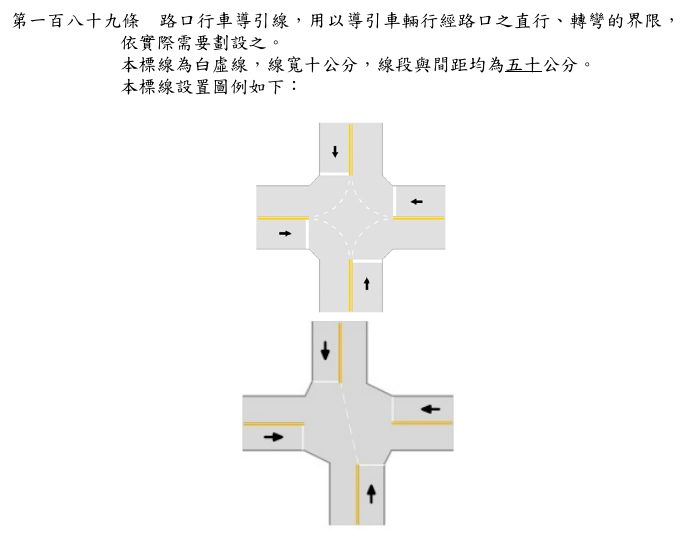 第一百八十九條　路口行車導引線，用以導引車輛行經路口之直行、轉彎的界限，
依實際需要劃設之。
本標線為白虛線，線寬十公分，線段與間距均為五十公分。
本標線設置圖例如下：